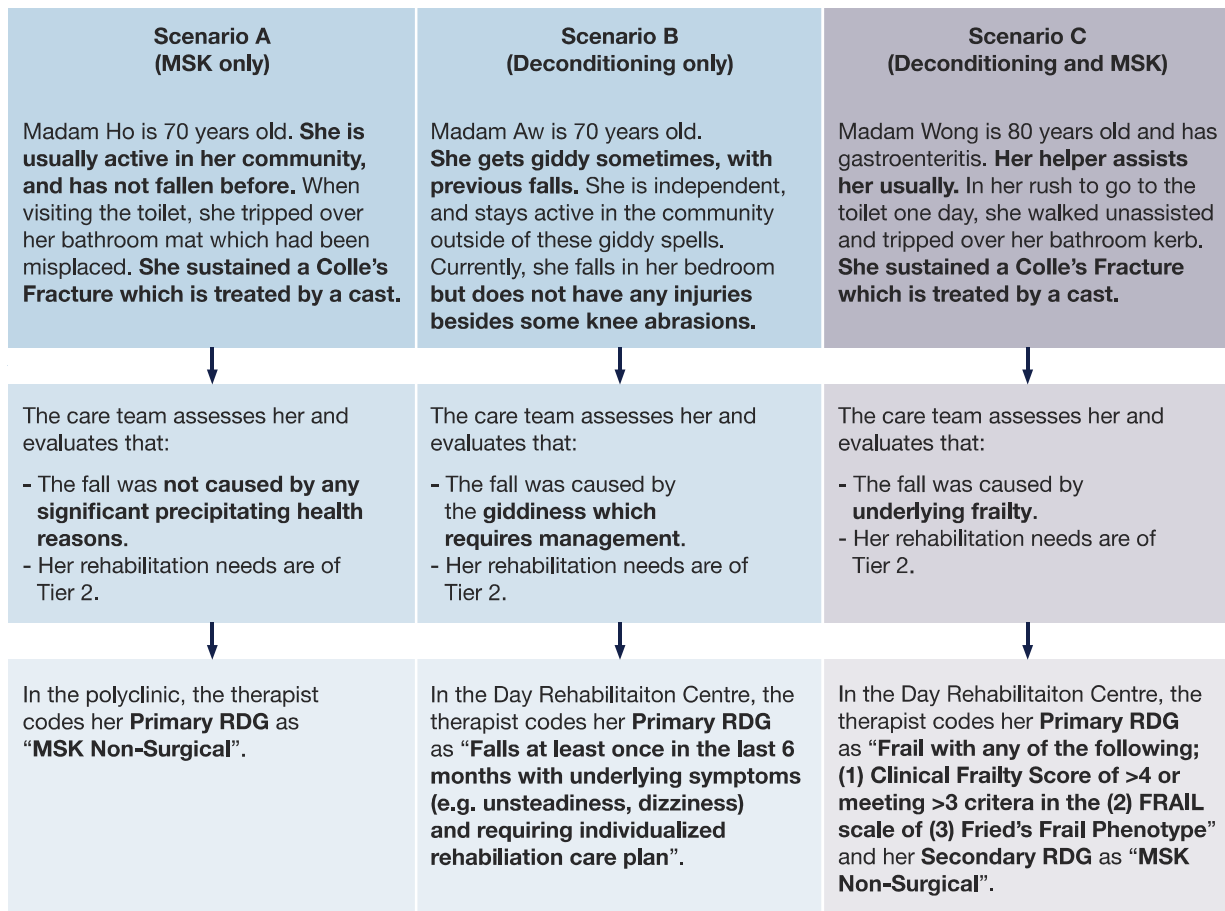 Scenario A
(MSK only)
Madam Ho is 70 years old. She is
usually active in her community,
and has not fallen before. When
visiting the toilet, she tripped over
her bathroom mat which had been
misplaced. She sustained a Colle's
Fracture which is treated by a cast.
The care team assesses her and
evaluates that:
- The fall was not caused by any
significant precipitating health
reasons.
- Her rehabilitation needs are of
Tier 2.
In the polyclinic, the therapist
codes her Primary RDG as
“MSK Non-Surgical”.
Scenario B
(Deconditioning only)
Madam Aw is 70 years old.
She gets giddy sometimes, with
previous falls. She is independent,
and stays active in the community
outside of these giddy spells.
Currently, she falls in her bedroom
but does not have any injuries
besides some knee abrasions.
The care team assesses her and
evaluates that:
- The fall was caused by
the giddiness which
requires management.
- Her rehabilitation needs are of
Tier 2.
In the Day Rehabilitaiton Centre, the
therapist codes her Primary RDG
as “Falls at least once in the last 6
months with underlying symptoms
(e.g. unsteadiness, dizziness)
and requiring individualized
rehabiliation care plan”.
Scenario C
(Deconditioning and MSK)
Madam Wong is 80 years old and has
gastroenteritis. Her helper assists
her usually. In her rush to go to the
toilet one day, she walked unassisted
and tripped over her bathroom kerb.
She sustained a Colle's Fracture
which is treated by a cast.
The care team assesses her and
evaluates that:
- The fall was caused by
underlying frailty.
- Her rehabilitation needs are of
Tier 2.
In the Day Rehabilitaiton Centre, the
therapist codes her Primary RDG
as “Frail with any of the following;
(1) Clinical Frailty Score of >4 or
meeting >3 critera in the (2) FRAIL
scale of (3) Fried's Frail Phenotype”
and her Secondary RDG as “MSK
Non-Surgical”.